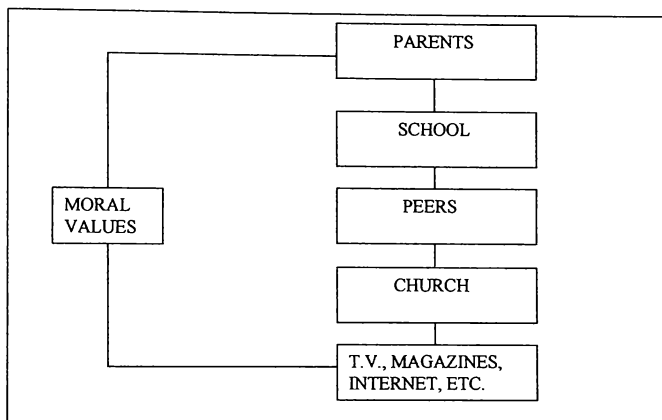 PARENTS
SCHOOL
MORAL
VALUES
PEERS
CHURCH
T.V., MAGAZINES,
INTERNET, ETC.